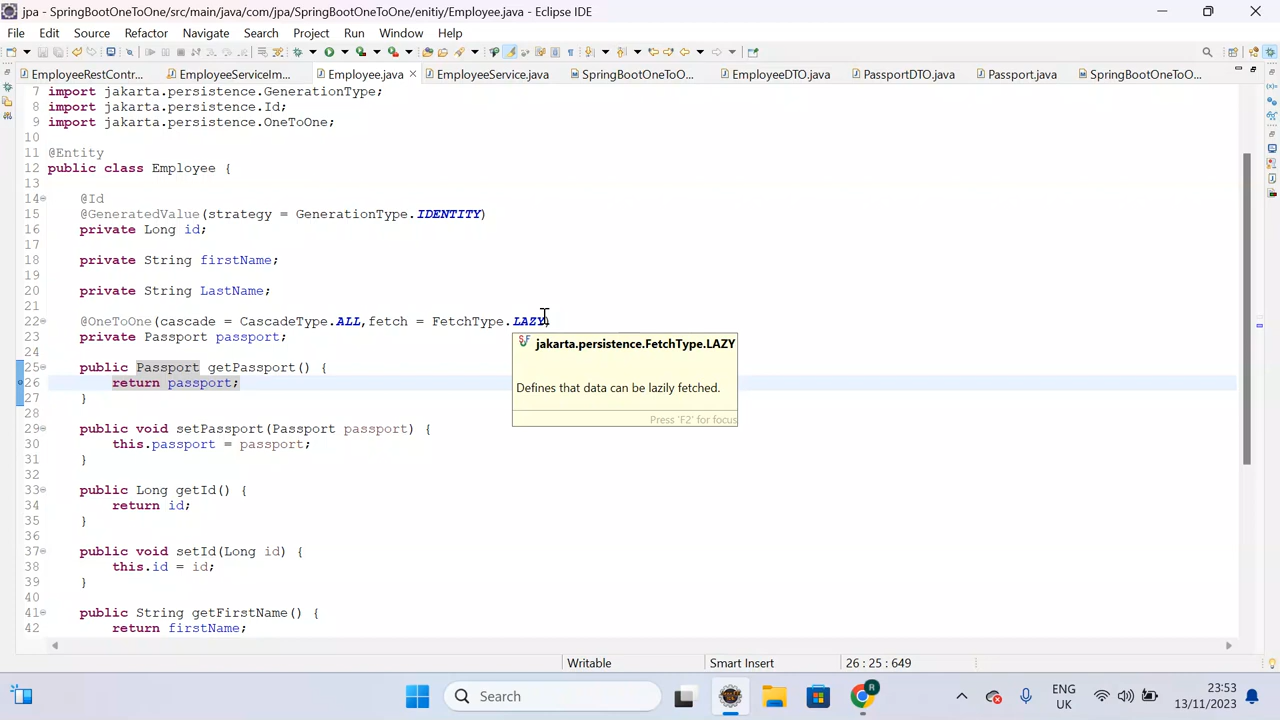 jpa - SpringBootOneToOne/src/main/java/com/jpa/SpringBootOneToOne/enitiy/Employee.java - Eclipse IDE
File Edit Source Refactor Navigate Search Project Run Window Help
EmployeeRestContr... EmployeeServiceIm... Employee.java EmployeeService.java SpringBootOneToO... EmployeeDTO.java PassportDTO.java Passport.java SpringBootOneToO...
7 import jakarta.persistence.GenerationType;
8 import jakarta.persistence.Id;
9 import jakarta.persistence.OneToOne;
10
11 @Entity
12 public class Employee {
13
14 @Id
15 @GeneratedValue(strategy = GenerationType.IDENTITY)
16 private Long id;
17
18 private String firstName;
19
20 private String LastName;
21
22 @OneToOne(cascade = CascadeType.ALL,fetch = FetchType.LAZY)
23 private Passport passport;
24
25 public Passport getPassport() {
26 return passport;
27 }
28
29 public void setPassport(Passport passport) {
30 this.passport = passport;
31 }
32
33 public Long getId() {
34 return id;
35 }
36
37 public void setId(Long id) {
38 this.id = id;
39 }
40
41 public String getFirstName() {
42 return firstName;
jakarta.persistence.FetchType.LAZY
Defines that data can be lazily fetched.
Press 'F2' for focus
Writable Smart Insert 26 : 25 : 649
Search
R
ENG
UK
23:53
13/11/2023